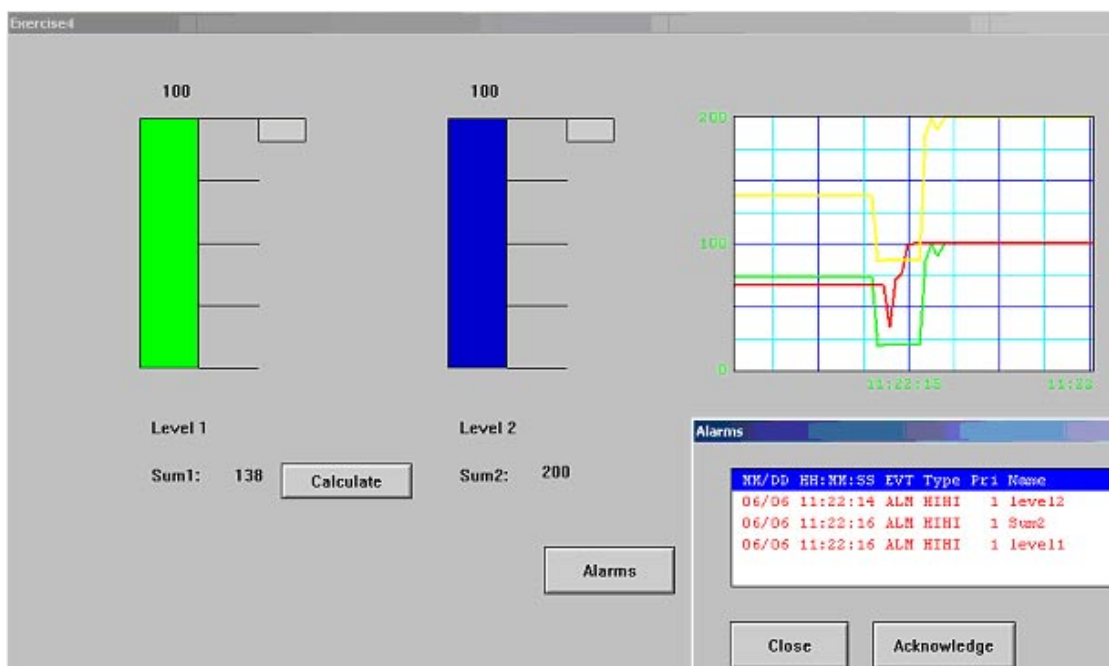 Exercise4
100
100
200
100
0
11:22:15
Level 1
Level 2
Sum1: 138
Calculate
Sum2: 200
Alarms
Alarms
MM/DD HH:MM:SS EVT Type Pri Name
06/06 11:22:14 ALM HIHI 1 level2
06/06 11:22:16 ALM HIHI 1 Sum2
06/06 11:22:16 ALM HIHI 1 level1
Close
Acknowledge